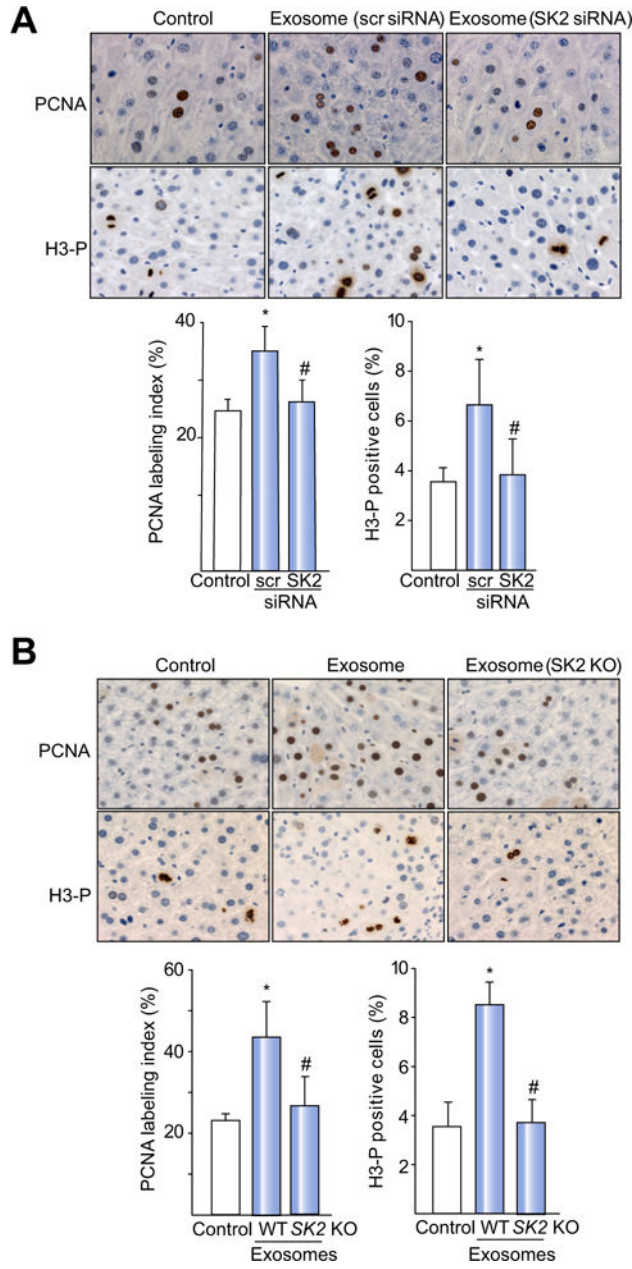 A
Control Exosome (scr siRNA) Exosome (SK2 siRNA)
PCNA
H3-P
PCNA labeling index (%)
40
20
*
#
Control scr SK2
siRNA
H3-P positive cells (%)
10
8
6
4
2
*
#
Control scr SK2
siRNA
B
Control Exosome Exosome (SK2 KO)
PCNA
H3-P
PCNA labeling index (%)
60
40
20
*
#
Control WT SK2 KO
Exosomes
H3-P positive cells (%)
10
8
6
4
2
*
#
Control WT SK2 KO
Exosomes